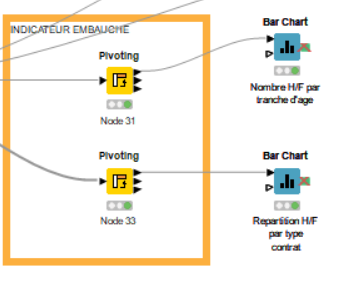 INDICATEUR EMBAUCHE
Bar Chart
Pivoting
Nombre H/F par
tranche d'age
Node 31
Pivoting
Bar Chart
Node 33
Repartition H/F
par type
contrat